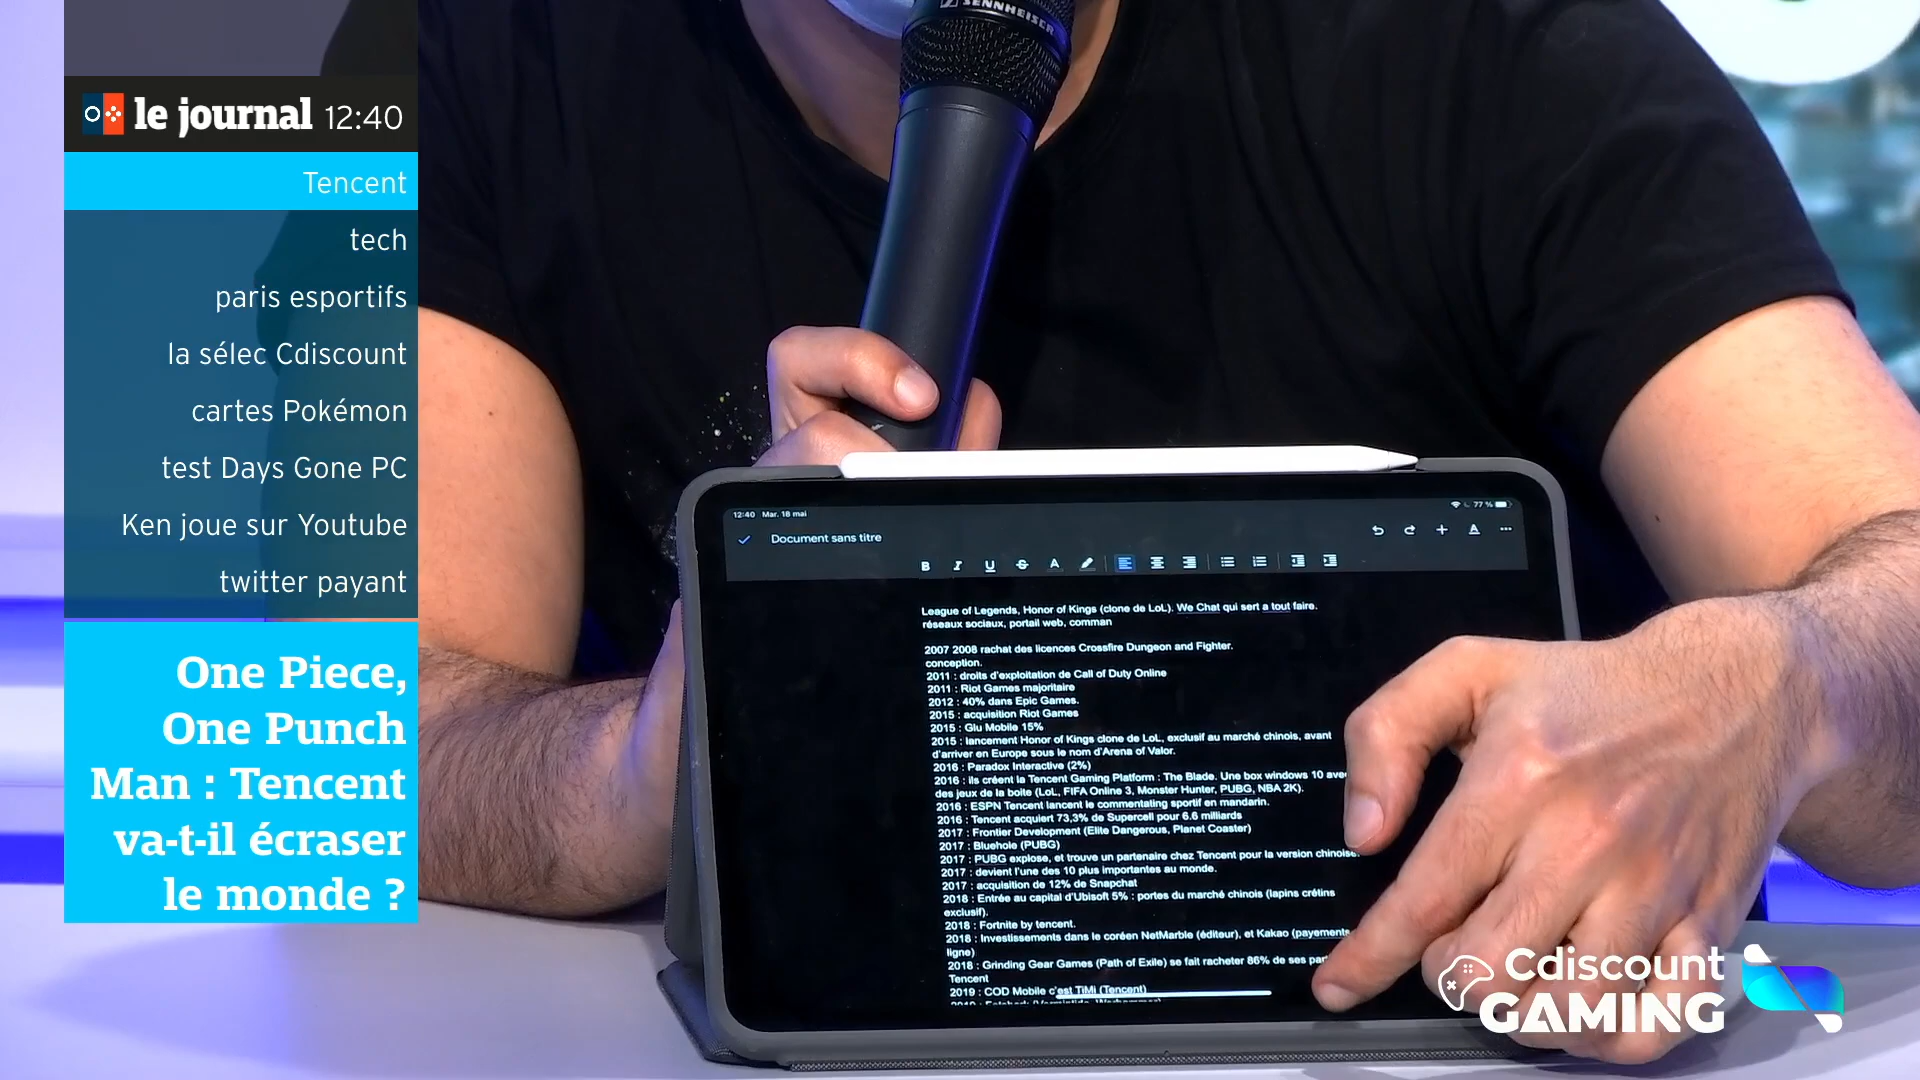 SENNHEISER
le journal 12:40
Tencent
tech
paris esportifs
la sélec Cdiscount
cartes Pokémon
test Days Gone PC
Ken joue sur Youtube
twitter payant
One Piece,
One Punch
Man : Tencent
va-t-il écraser
le monde ?
12:40 Mar. 18 mai
77 %
Document sans titre
B I U S A
League of Legends, Honor of Kings (clone de LoL). We Chat qui sert a tout faire.
réseaux sociaux, portail web, comman
2007 2008 rachat des licences Crossfire Dungeon and Fighter.
conception.
2011 : droits d'exploitation de Call of Duty Online
2011 : Riot Games majoritaire
2012 : 40% dans Epic Games.
2015 : acquisition Riot Games
2015 : Glu Mobile 15%
2015 : lancement Honor of Kings clone de LoL, exclusif au marché chinois, avant
d'arriver en Europe sous le nom d'Arena of Valor.
2016 : Paradox Interactive (2%)
2016 : ils créent la Tencent Gaming Platform : The Blade. Une box windows 10 avec
des jeux de la boite (LoL, FIFA Online 3, Monster Hunter, PUBG, NBA 2K).
2016 : ESPN Tencent lancent le commentating sportif en mandarin.
2016 : Tencent acquiert 73,3% de Supercell pour 6.6 milliards
2017 : Frontier Development (Elite Dangerous, Planet Coaster)
2017 : Bluehole (PUBG)
2017 : PUBG explose, et trouve un partenaire chez Tencent pour la version chinoise.
2017 : devient l'une des 10 plus importantes au monde.
2017 : acquisition de 12% de Snapchat
2018 : Entrée au capital d'Ubisoft 5% : portes du marché chinois (lapins crétins
exclusif).
2018 : Fortnite by tencent.
2018 : Investissements dans le coréen NetMarble (éditeur), et Kakao (payements
ligne)
2018 : Grinding Gear Games (Path of Exile) se fait racheter 86% de ses par
Tencent
2019 : COD Mobile c'est TiMi (Tencent)
Cdiscount
GAMING